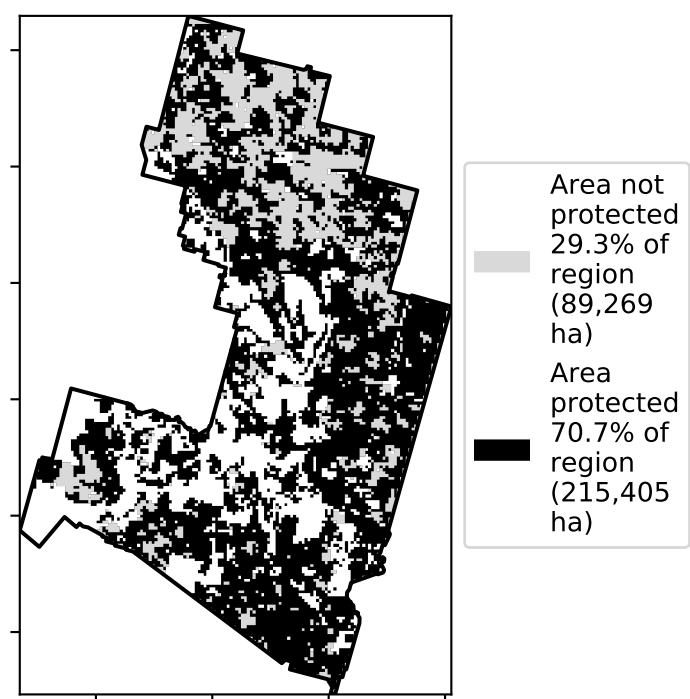 Area not
protected
29.3% of
region
(89,269
ha)
Area
protected
70.7% of
region
(215,405
ha)